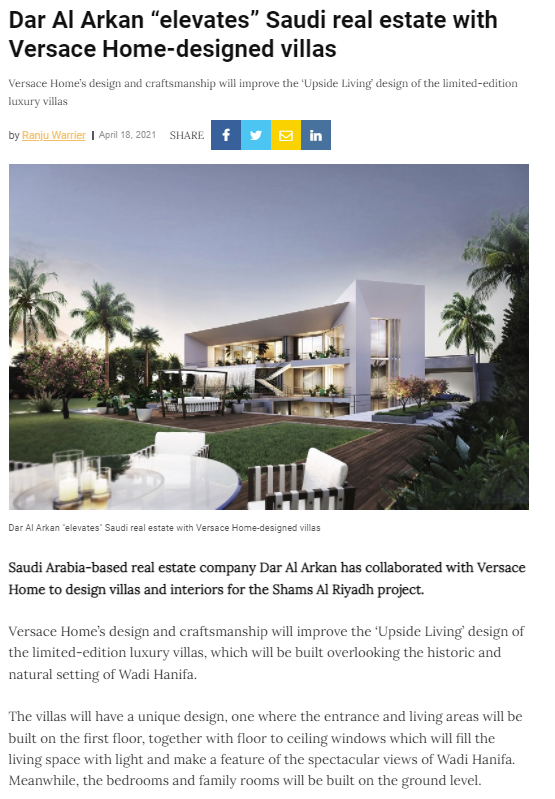 Dar Al Arkan “elevates” Saudi real estate with
Versace Home-designed villas
Versace Home’s design and craftsmanship will improve the ‘Upside Living’ design of the limited-edition
luxury villas
by Ranju Warrier | April 18, 2021 SHARE
Dar Al Arkan "elevates" Saudi real estate with Versace Home-designed villas
Saudi Arabia-based real estate company Dar Al Arkan has collaborated with Versace
Home to design villas and interiors for the Shams Al Riyadh project.
Versace Home’s design and craftsmanship will improve the ‘Upside Living’ design of
the limited-edition luxury villas, which will be built overlooking the historic and
natural setting of Wadi Hanifa.
The villas will have a unique design, one where the entrance and living areas will be
built on the first floor, together with floor to ceiling windows which will fill the
living space with light and make a feature of the spectacular views of Wadi Hanifa.
Meanwhile, the bedrooms and family rooms will be built on the ground level.